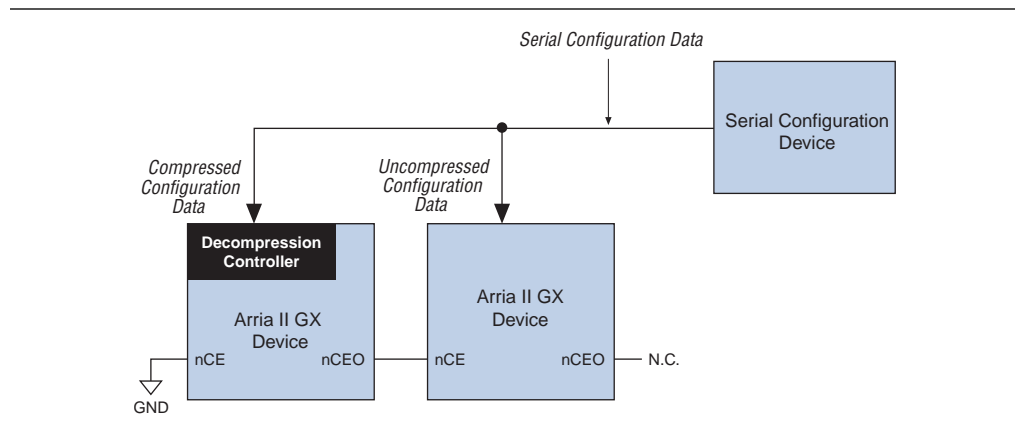 Serial Configuration Data
Serial Configuration
Device
Compressed
Configuration
Data
Uncompressed
Configuration
Data
Decompression
Controller
Arria II GX
Device
Arria II GX
Device
nCE
nCEO
nCE
nCEO
N.C.
GND